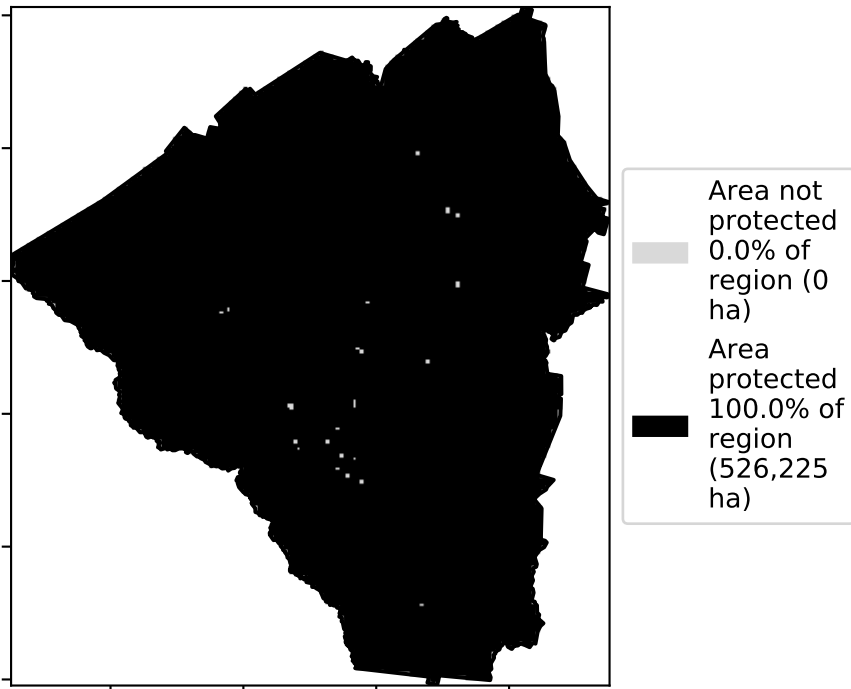 Area not
protected
0.0% of
region (0
ha)
Area
protected
100.0% of
region
(526,225
ha)